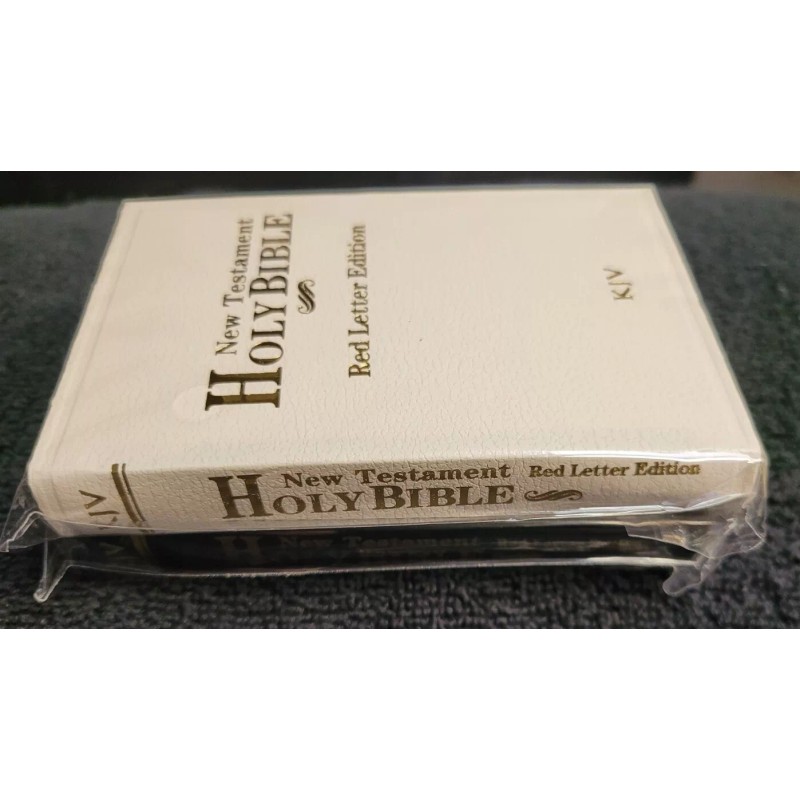 New Testament
HOLY BIBLE
Red Letter Edition
KJV
KJV
New Testament
HOLY BIBLE
Red Letter Edition